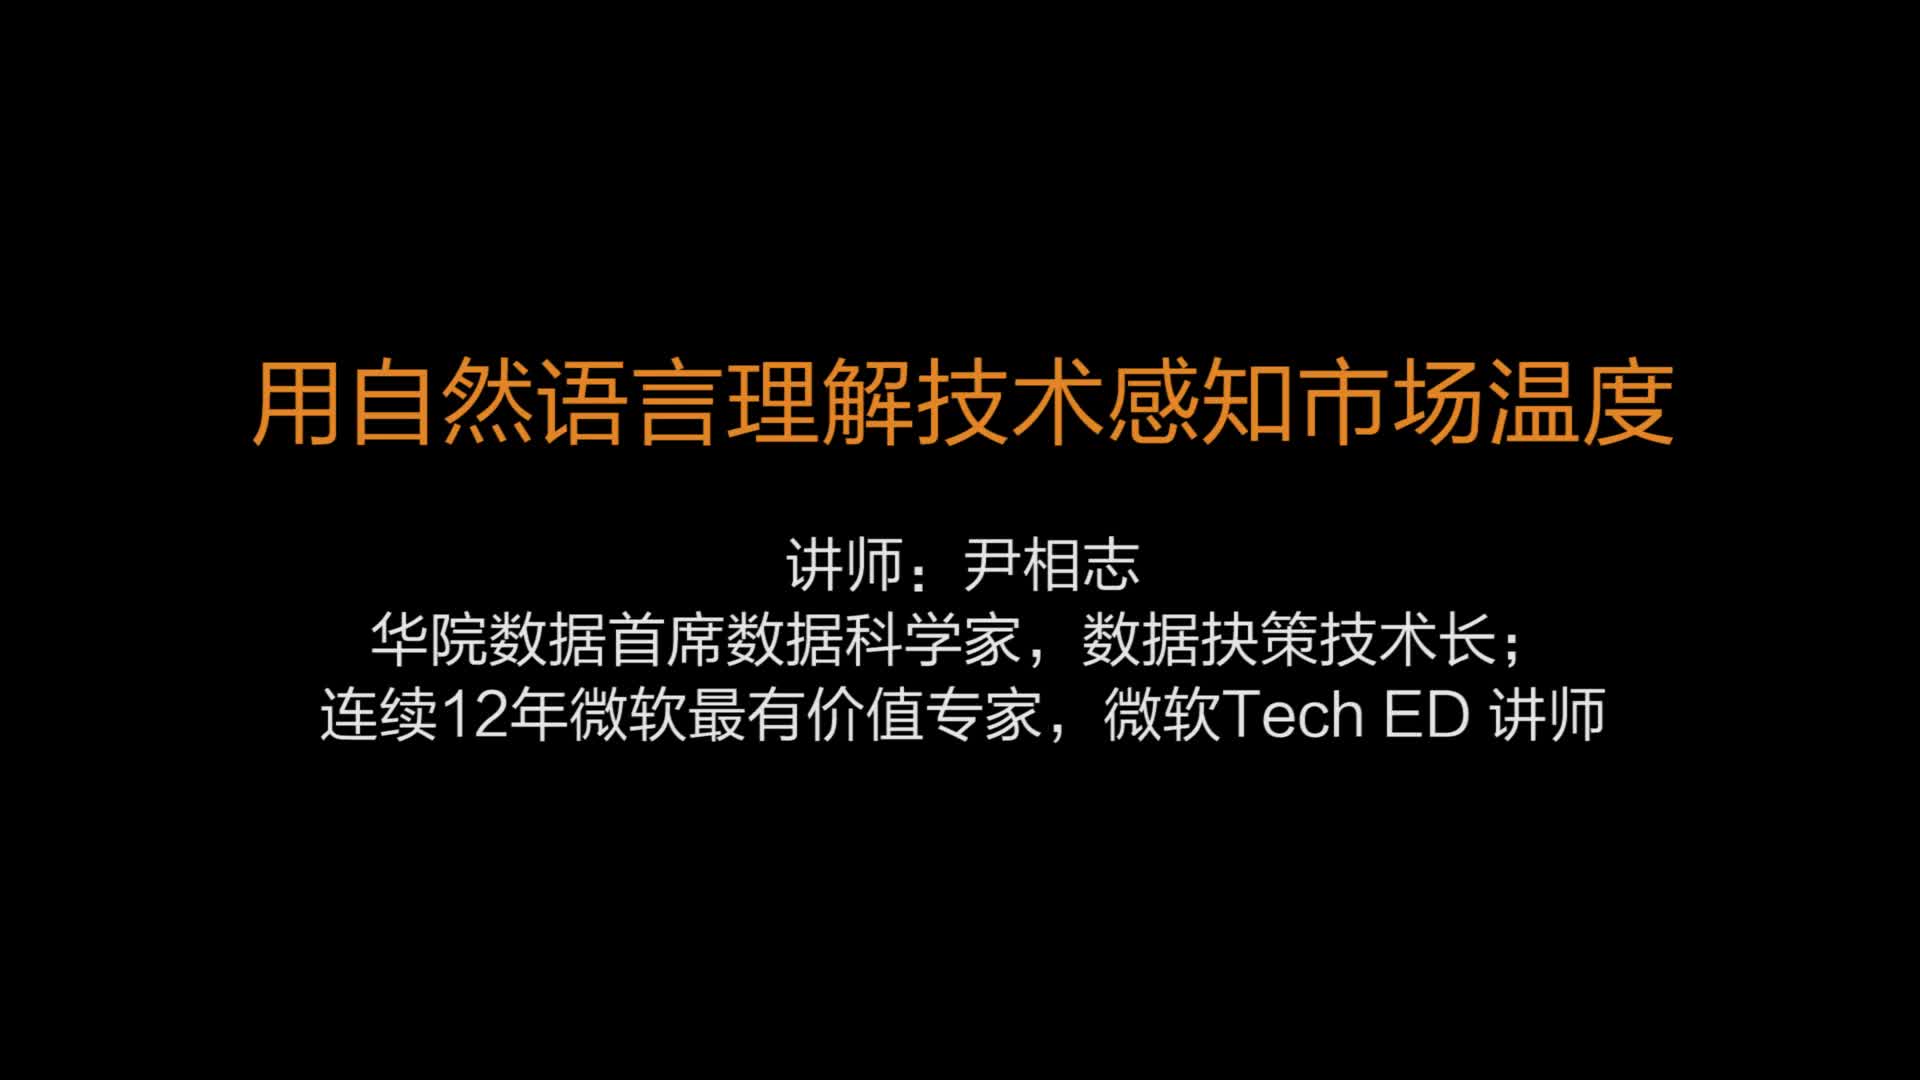 用自然语言理解技术感知市场温度
讲师：尹相志
华院数据首席数据科学家，数据抉策技术长；
连续12年微软最有价值专家，微软Tech ED 讲师